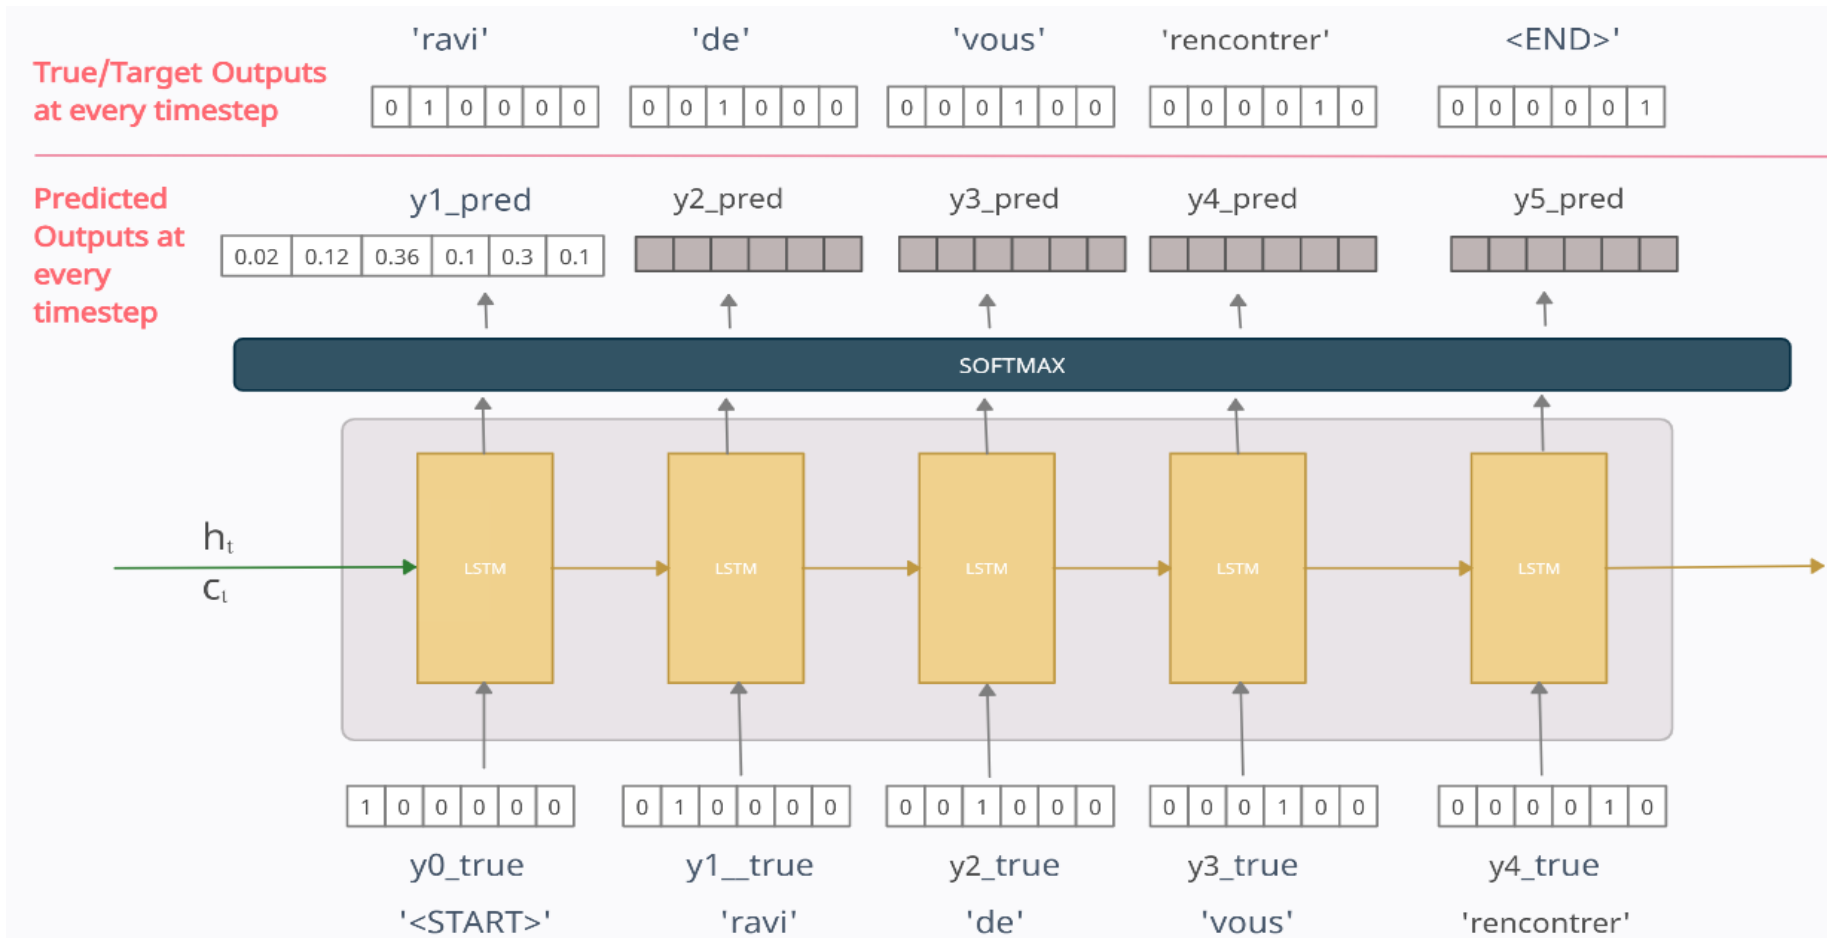 'ravi' 'de' 'vous' 'rencontrer' <END>'
True/Target Outputs
at every timestep
0 1 0 0 0 0 0 0 1 0 0 0 0 0 0 1 0 0 0 0 0 0 1 0 0 0 0 0 0 1
Predicted
Outputs at
every
timestep
y1_pred y2_pred y3_pred y4_pred y5_pred
0.02 0.12 0.36 0.1 0.3 0.1
SOFTMAX
ht
ct
LSTM LSTM LSTM LSTM LSTM
1 0 0 0 0 0 0 1 0 0 0 0 0 0 1 0 0 0 0 0 0 1 0 0 0 0 0 0 1 0
y0_true y1__true y2_true y3_true y4_true
'<START>' 'ravi' 'de' 'vous' 'rencontrer'